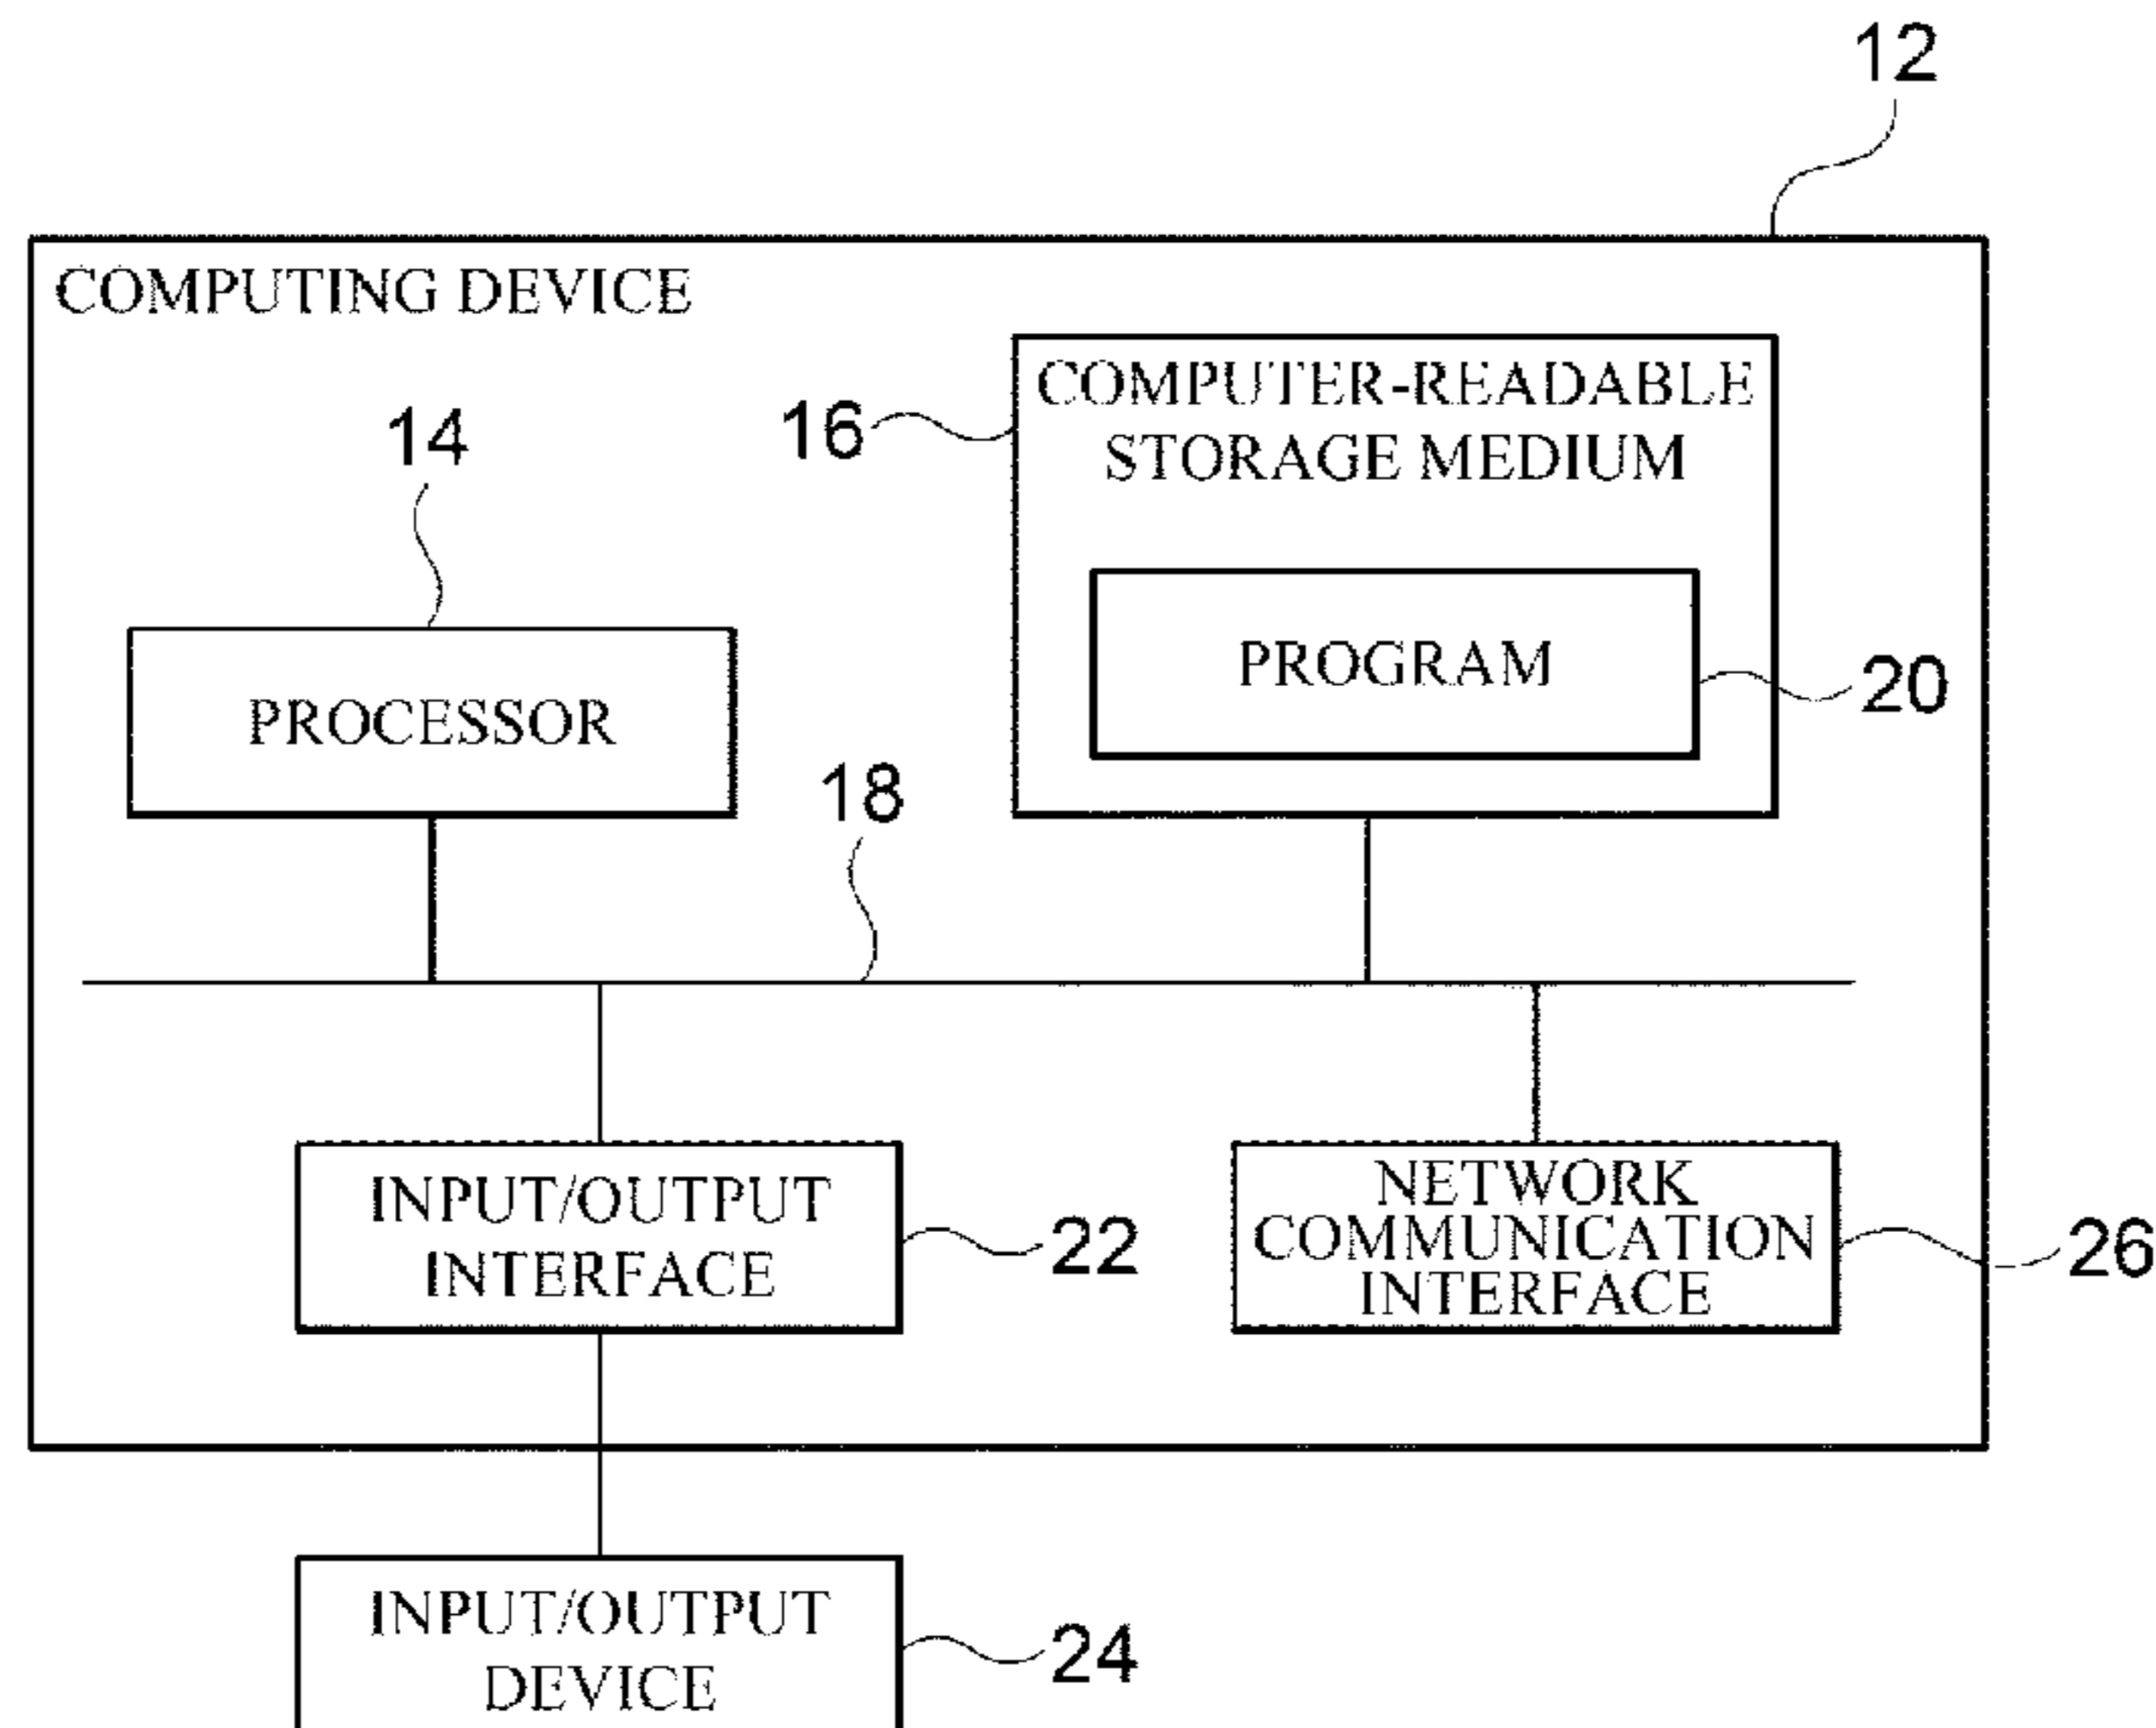 12
COMPUTING DEVICE
COMPUTER-READABLE
STORAGE MEDIUM
16
14
PROGRAM
20
PROCESSOR
18
INPUT/OUTPUT
INTERFACE
22
NETWORK
COMMUNICATION
INTERFACE
26
INPUT/OUTPUT
DEVICE
24